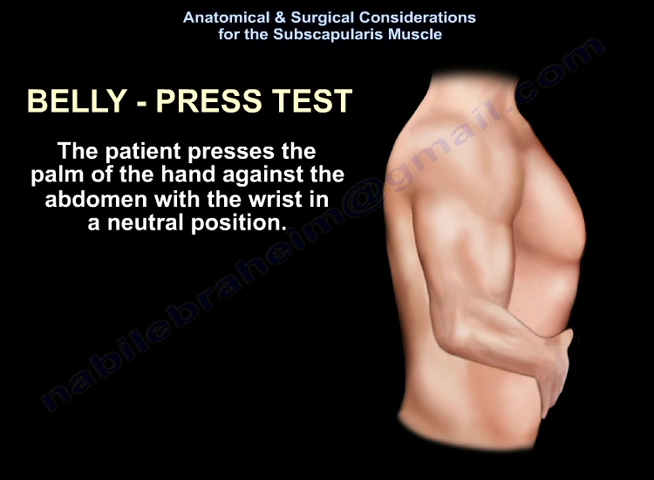 Anatomical & Surgical Considerations
for the Subscapularis Muscle
BELLY - PRESS TEST
The patient presses the
palm of the hand against the
abdomen with the wrist in
a neutral position.
nabilebraheim@gmail.com